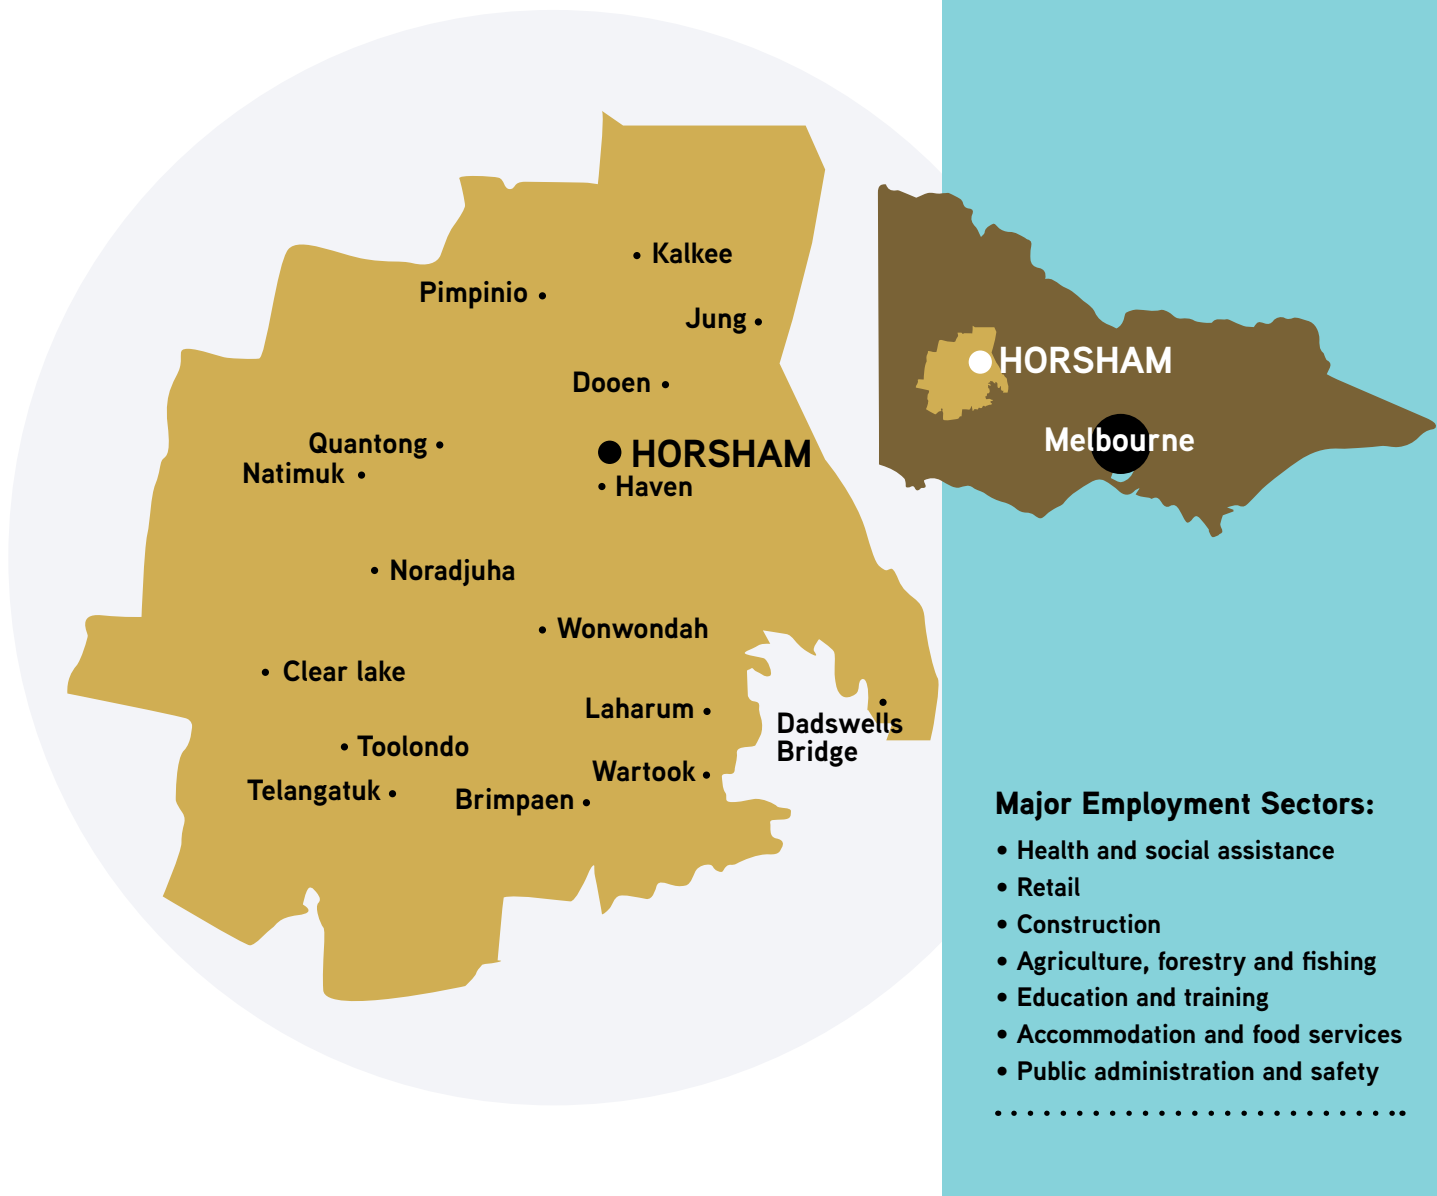 Kalkee
Pimpinio
Jung
Dooen
Quantong
HORSHAM
Natimuk
Haven
Noradjuha
Wonwondah
Clear lake
Laharum
Dadswells
Bridge
Toolondo
Wartook
Telangatuk
Brimpaen
HORSHAM
Melbourne
Major Employment Sectors:
• Health and social assistance
• Retail
• Construction
• Agriculture, forestry and fishing
• Education and training
• Accommodation and food services
• Public administration and safety